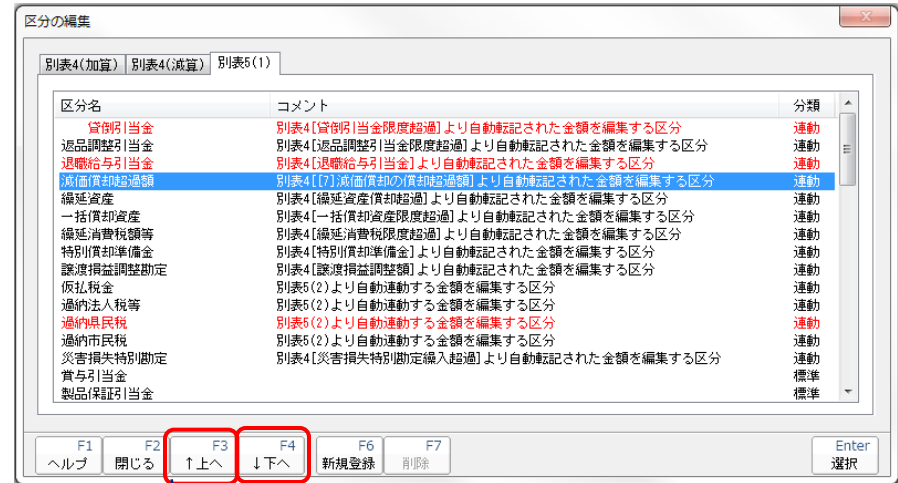 区分の編集
別表4(加算) 別表4(減算) 別表5(1)
区分名 コメント 分類
貸倒引当金 別表4[貸倒引当金限度超過]より自動転記された金額を編集する区分 連動
返品調整引当金 別表4[返品調整引当金限度超過]より自動転記された金額を編集する区分 連動
退職給与引当金 別表4[退職給与引当金]より自動転記された金額を編集する区分 連動
減価償却超過額 別表4[[7]減価償却の償却超過額]より自動転記された金額を編集する区分 連動
繰延資産 別表4[繰延資産償却超過]より自動転記された金額を編集する区分 連動
一括償却資産 別表4[一括償却資産限度超過]より自動転記された金額を編集する区分 連動
繰延消費税額等 別表4[繰延消費税限度超過]より自動転記された金額を編集する区分 連動
特別償却準備金 別表4[特別償却準備金]より自動転記された金額を編集する区分 連動
譲渡損益調整勘定 別表4[譲渡損益調整額]より自動転記された金額を編集する区分 連動
仮払税金 別表5(2)より自動連動する金額を編集する区分 連動
過納法人税等 別表5(2)より自動連動する金額を編集する区分 連動
過納県民税 別表5(2)より自動連動する金額を編集する区分 連動
過納市民税 別表5(2)より自動連動する金額を編集する区分 連動
災害損失特別勘定 別表4[災害損失特別勘定繰入超過]より自動転記された金額を編集する区分 連動
賞与引当金 標準
製品保証引当金 標準
F1 F2 F3 F4 F6 F7 Enter
ヘルプ 閉じる ↑上へ ↓下へ 新規登録 削除 選択